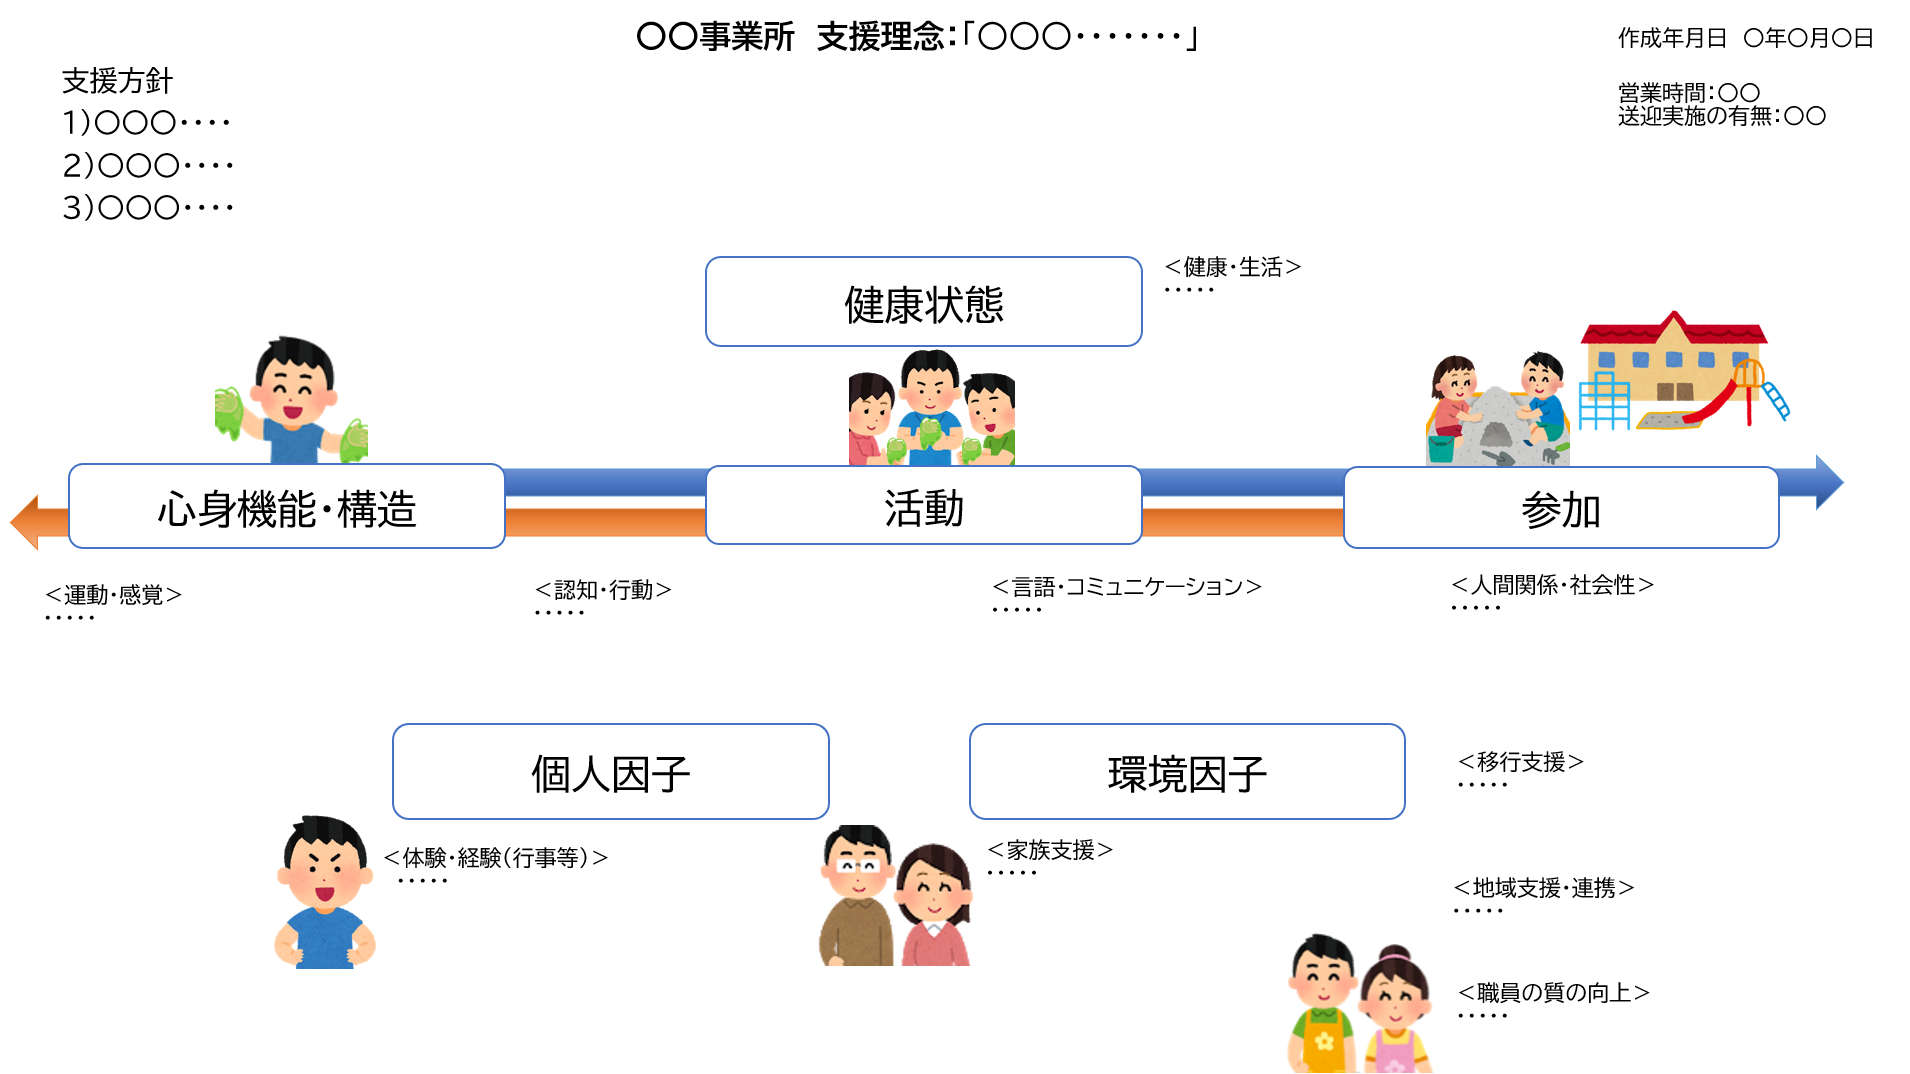 〇〇事業所　支援理念：「〇〇〇・・・・・・・」
作成年月日　〇年〇月〇日
営業時間：〇〇
送迎実施の有無：〇〇
支援方針
１）〇〇〇・・・・
２）〇〇〇・・・・
３）〇〇〇・・・・
健康状態
＜健康・生活＞
・・・・・
心身機能・構造
活動
参加
＜運動・感覚＞
・・・・・
＜認知・行動＞
・・・・・
＜言語・コミュニケーション＞
・・・・・
＜人間関係・社会性＞
・・・・・
個人因子
環境因子
＜移行支援＞
・・・・・
＜体験・経験（行事等）＞
・・・・・
＜家族支援＞
・・・・・
＜地域支援・連携＞
・・・・・
＜職員の質の向上＞
・・・・・